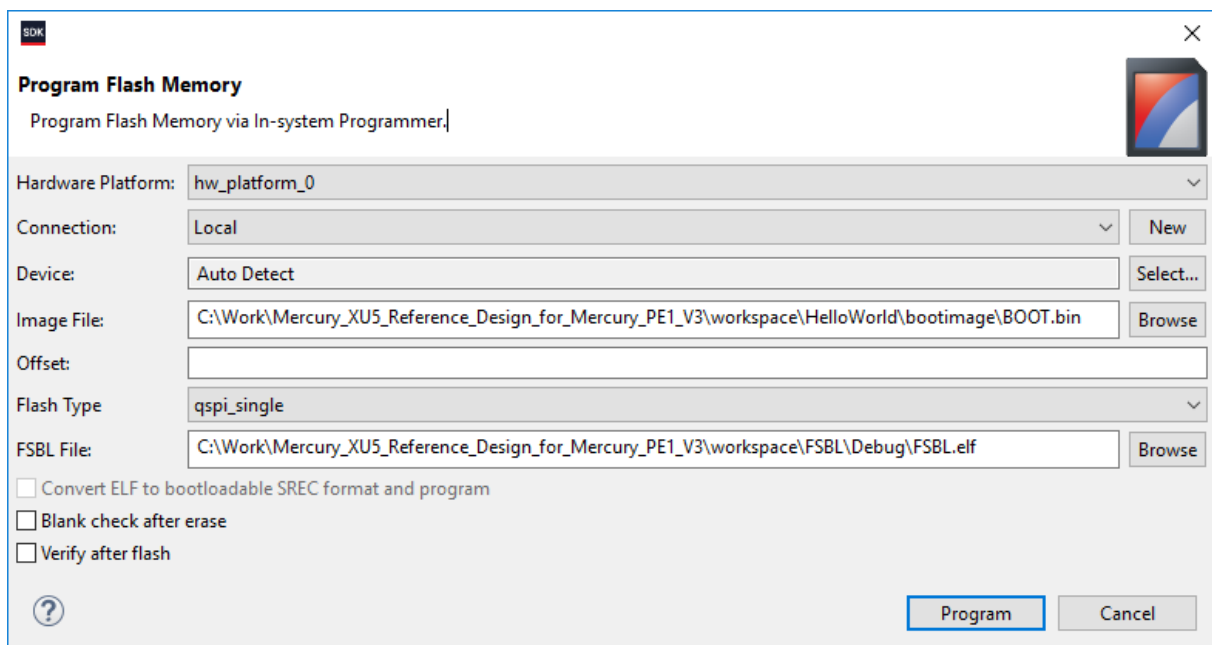 SDK
Program Flash Memory
Program Flash Memory via In-system Programmer.
Hardware Platform: hw_platform_0
Connection: Local New
Device: Auto Detect Select...
Image File: C:\Work\Mercury_XU5_Reference_Design_for_Mercury_PE1_V3\workspace\HelloWorld\bootimage\BOOT.bin Browse
Offset:
Flash Type qspi_single
FSBL File: C:\Work\Mercury_XU5_Reference_Design_for_Mercury_PE1_V3\workspace\FSBL\Debug\FSBL.elf Browse
Convert ELF to bootloadable SREC format and program
Blank check after erase
Verify after flash
? Program Cancel